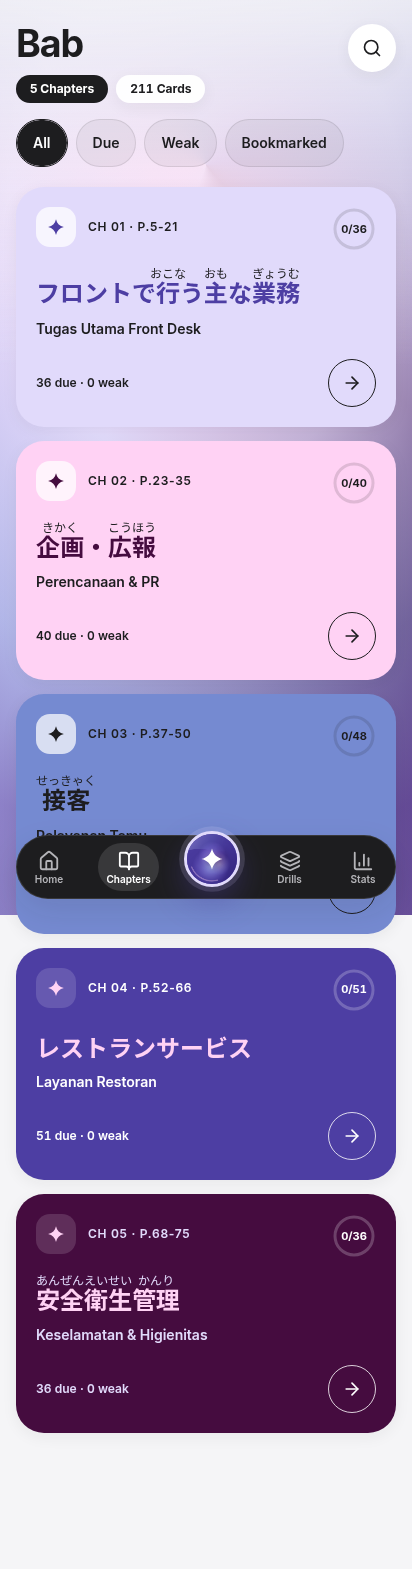 Bab
5 Chapters
211 Cards
All
Due
Weak
Bookmarked
CH 01 · P.5-21
0/36
おこな おも ぎょうむ
フロントで行う主な業務
Tugas Utama Front Desk
36 due · 0 weak
CH 02 · P.23-35
0/40
きかく こうほう
企画・広報
Perencanaan & PR
40 due · 0 weak
CH 03 · P.37-50
0/48
せっきゃく
接客
Home
Chapters
Drills
Stats
CH 04 · P.52-66
0/51
レストランサービス
Layanan Restoran
51 due · 0 weak
CH 05 · P.68-75
0/36
あんぜんえいせい かんり
安全衛生管理
Keselamatan & Higienitas
36 due · 0 weak